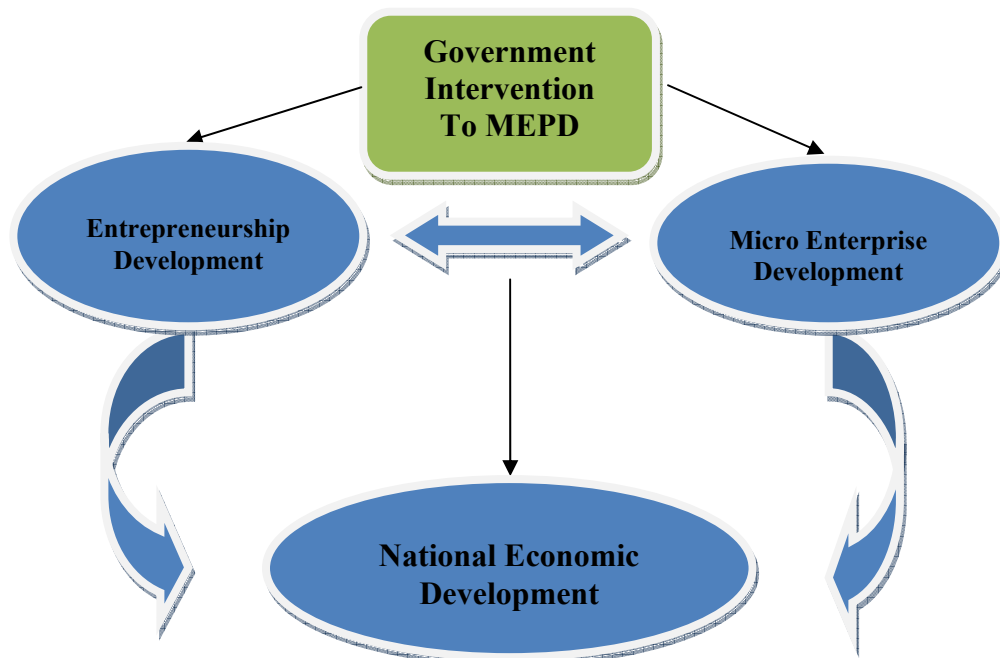 Government
Intervention
To MEPD
Entrepreneurship
Development
Micro Enterprise
Development
National Economic
Development